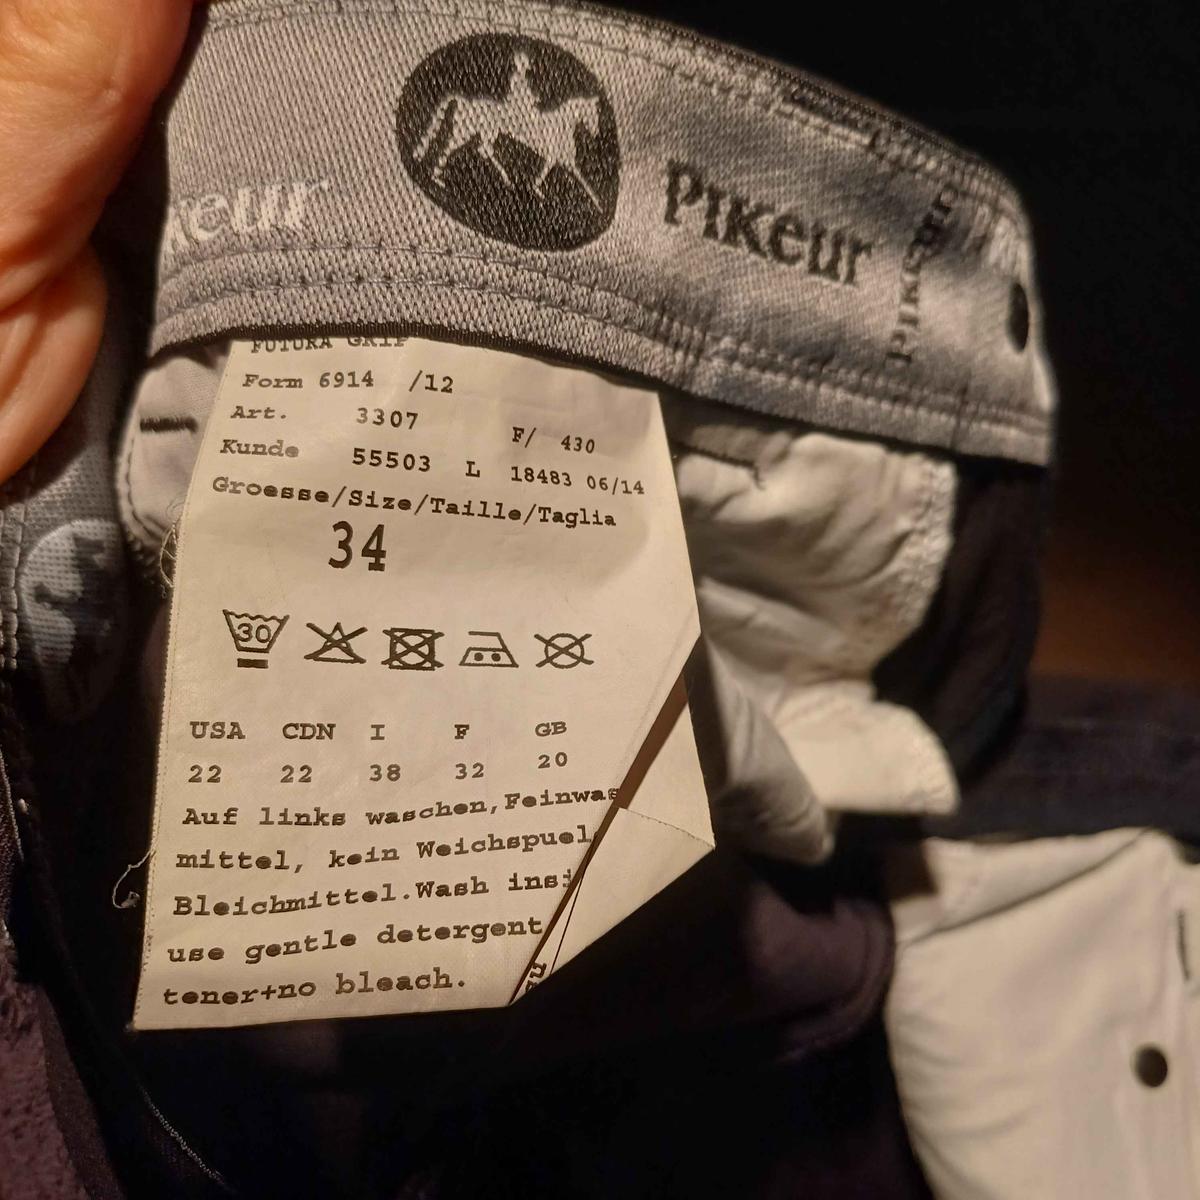 Pikeur
FUTURA GRIP
Form 6914 /12
Art. 3307 F/ 430
Kunde 55503 L 18483 06/14
Groesse/Size/Taille/Taglia
34
30
USA CDN I F GB
22 22 38 32 20
Auf links waschen,Feinwas
mittel, kein Weichspuel
Bleichmittel.Wash insi
use gentle detergent
tener+no bleach.